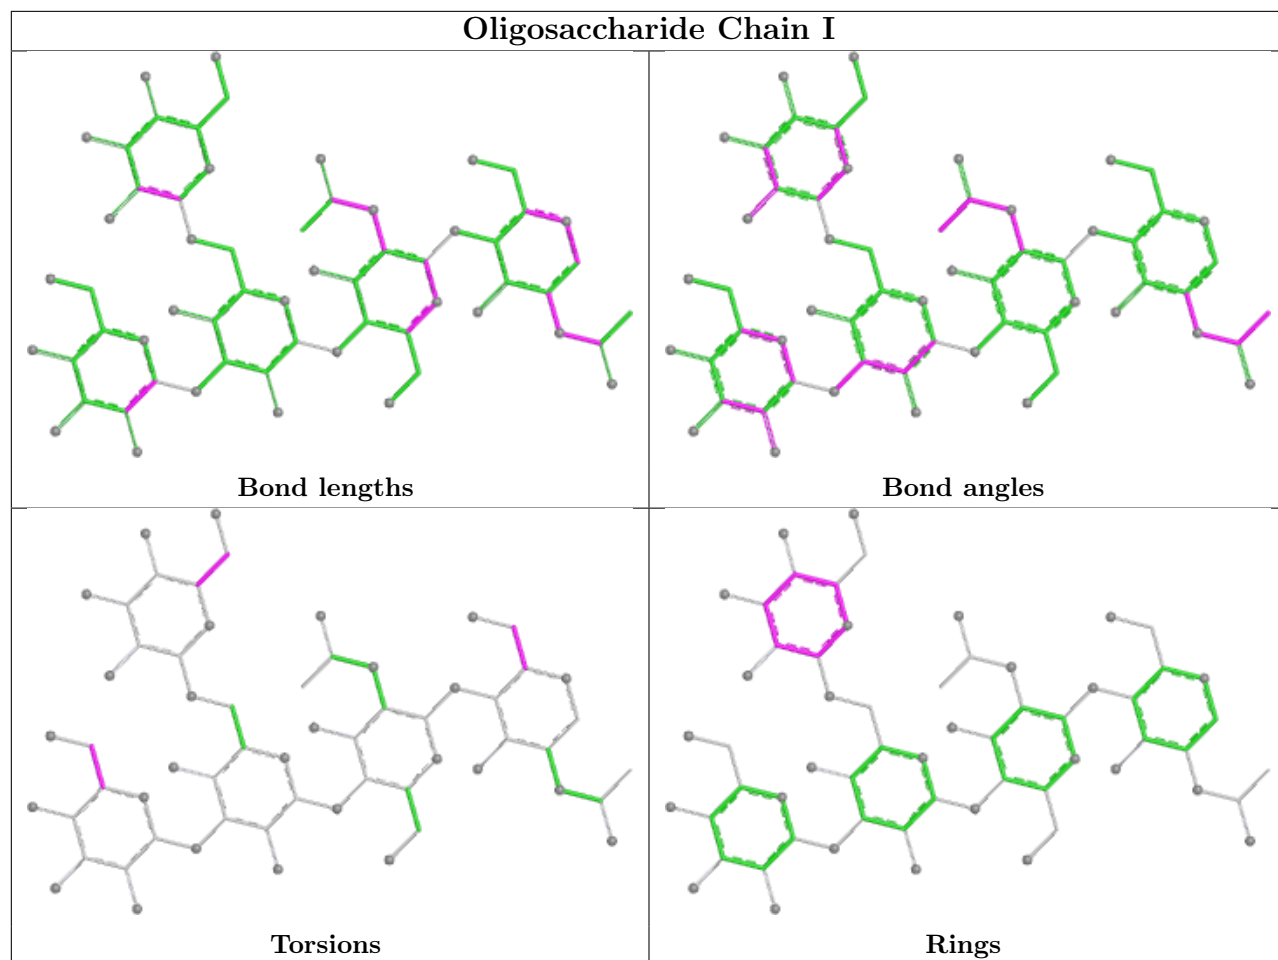 Oligosaccharide Chain I
Bond lengths
Bond angles
Torsions
Rings